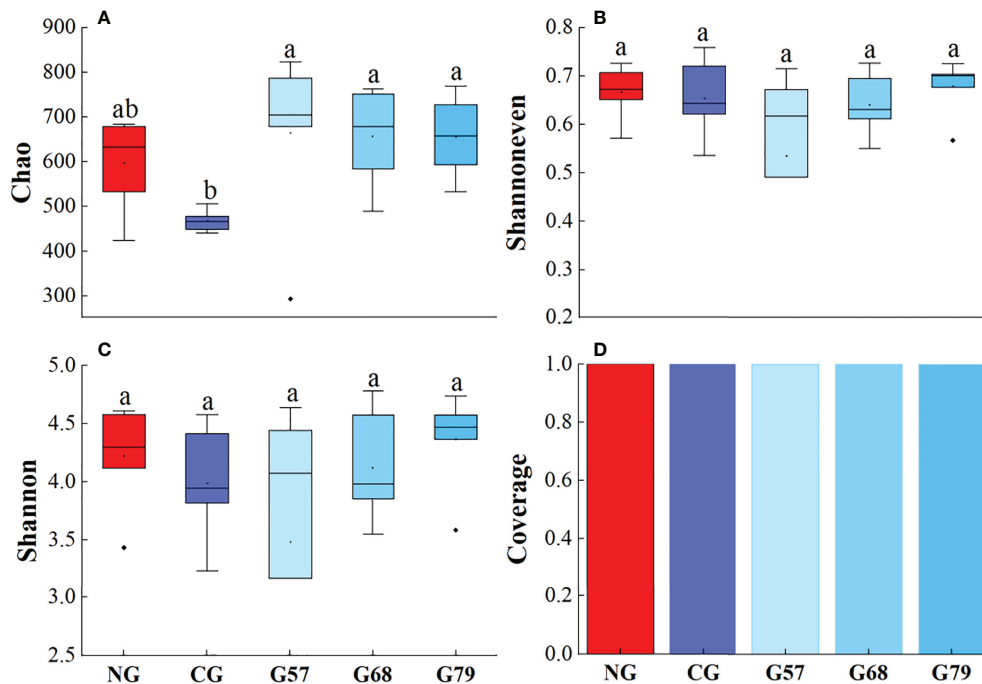 A
900
800
700
600
500
400
300
Chao
ab
b
a
a
a
B
0.8
0.7
0.6
0.5
0.4
0.3
0.2
Shannoneven
a
a
a
a
a
C
5.0
4.5
4.0
3.5
3.0
2.5
Shannon
a
a
a
a
a
NG CG G57 G68 G79
D
1.0
0.8
0.6
0.4
0.2
0.0
Coverage
NG CG G57 G68 G79